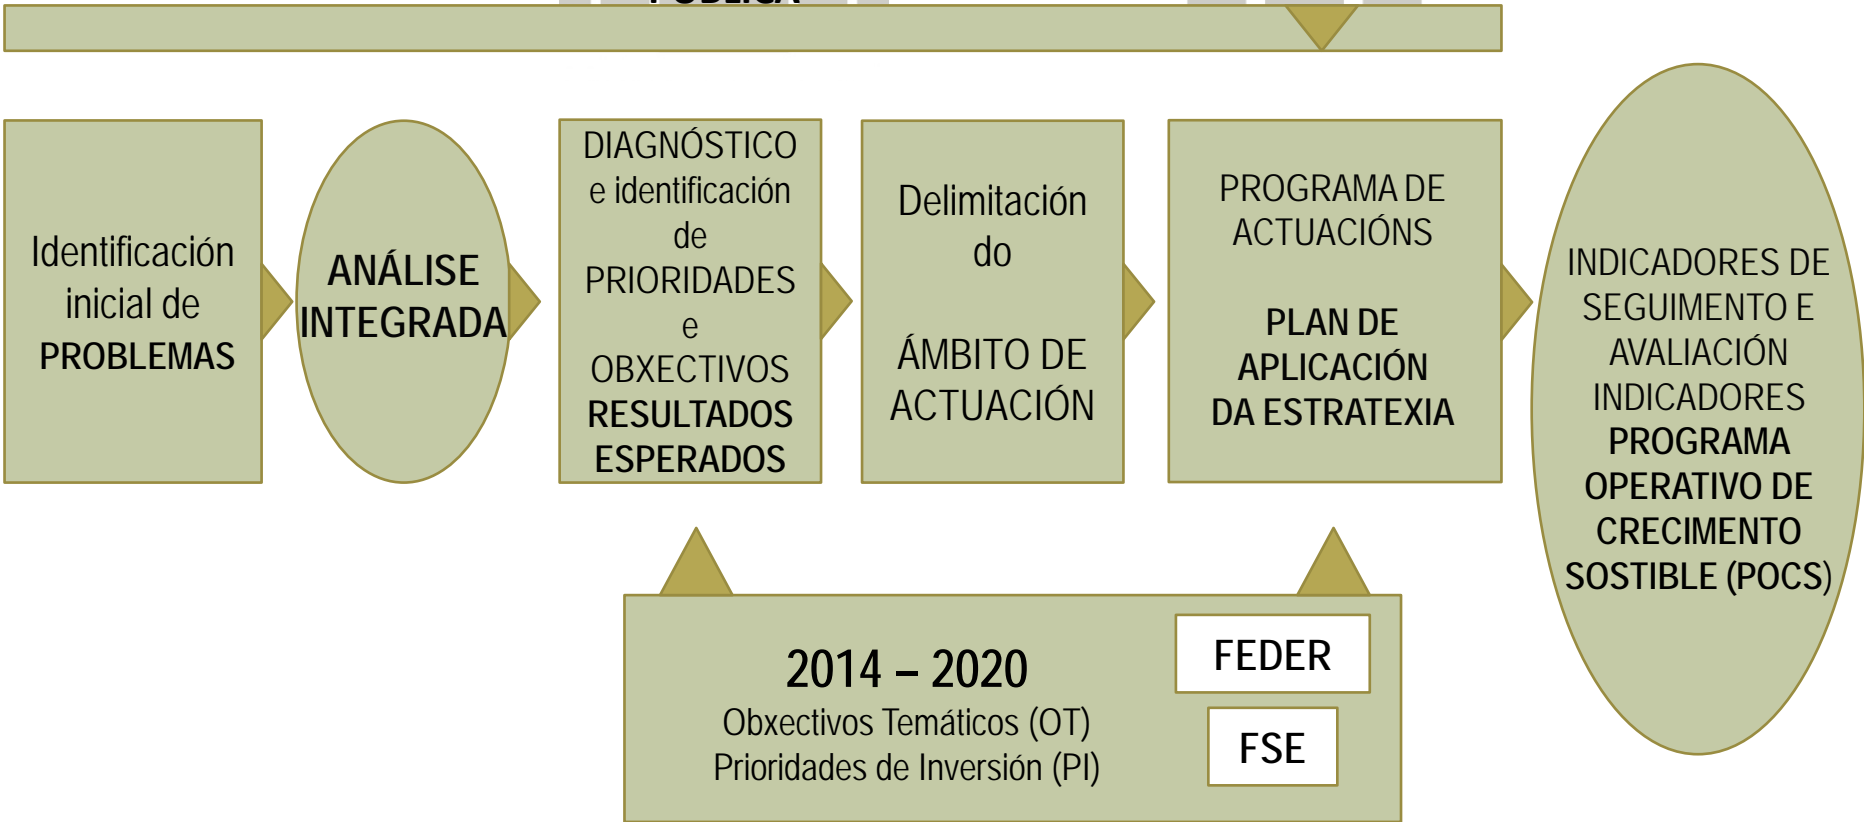 PÚBLICA
Identificación
inicial de
PROBLEMAS
ANÁLISE
INTEGRADA
DIAGNÓSTICO
e identificación
de
PRIORIDADES
e
OBXECTIVOS
RESULTADOS
ESPERADOS
Delimitación
do
ÁMBITO DE
ACTUACIÓN
PROGRAMA DE
ACTUACIÓNS
PLAN DE
APLICACIÓN
DA ESTRATEXIA
INDICADORES DE
SEGUIMENTO E
AVALIACIÓN
INDICADORES
PROGRAMA
OPERATIVO DE
CRECIMENTO
SOSTIBLE (POCS)
2014 – 2020
Obxectivos Temáticos (OT)
Prioridades de Inversión (PI)
FEDER
FSE